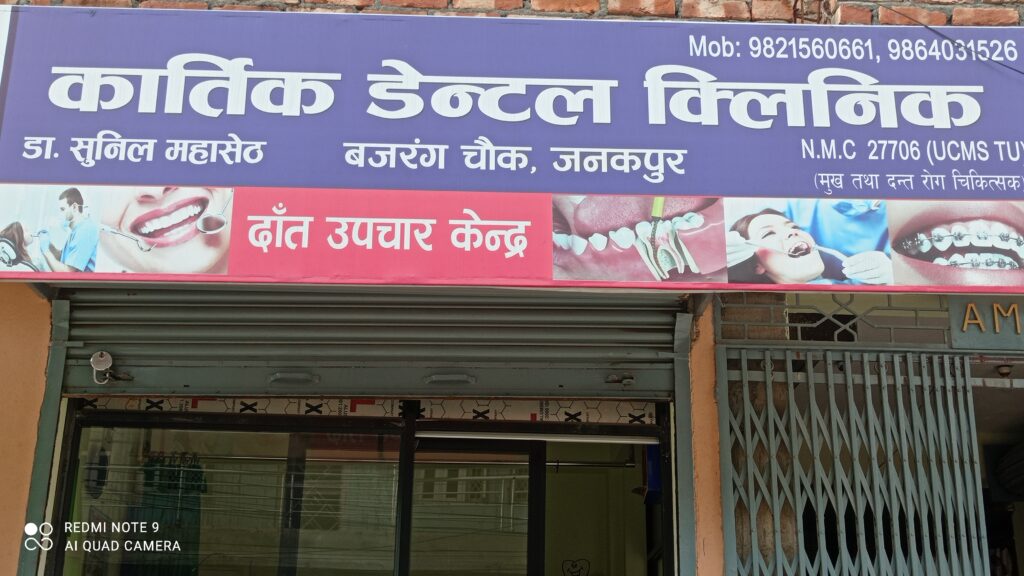 Mob: 9821560661, 9864031526
कार्तिक डेन्टल क्लिनिक
डा. सुनिल महासेठ
बजरंग चौक, जनकपुर
N.M.C 27706 (UCMS TU)
(मुख तथा दन्त रोग चिकित्सक)
दाँत उपचार केन्द्र
AM
REDMI NOTE 9
AI QUAD CAMERA